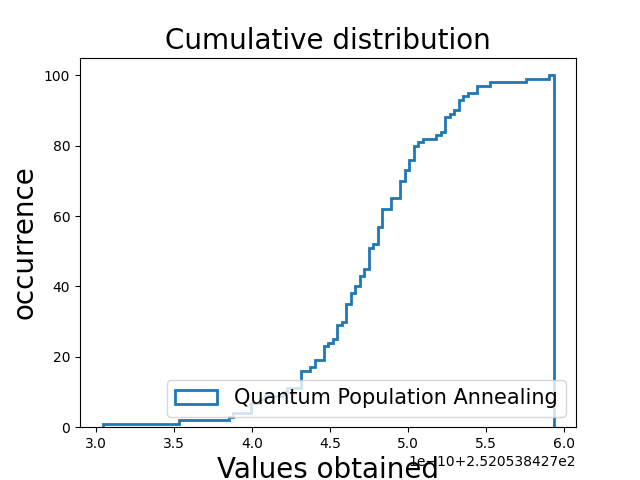 Cumulative distribution
100
80
60
40
20
0
occurrence
Quantum Population Annealing
3.0 3.5 4.0 4.5 5.0 5.5 6.0
1e−10+2.520538427e2
Values obtained